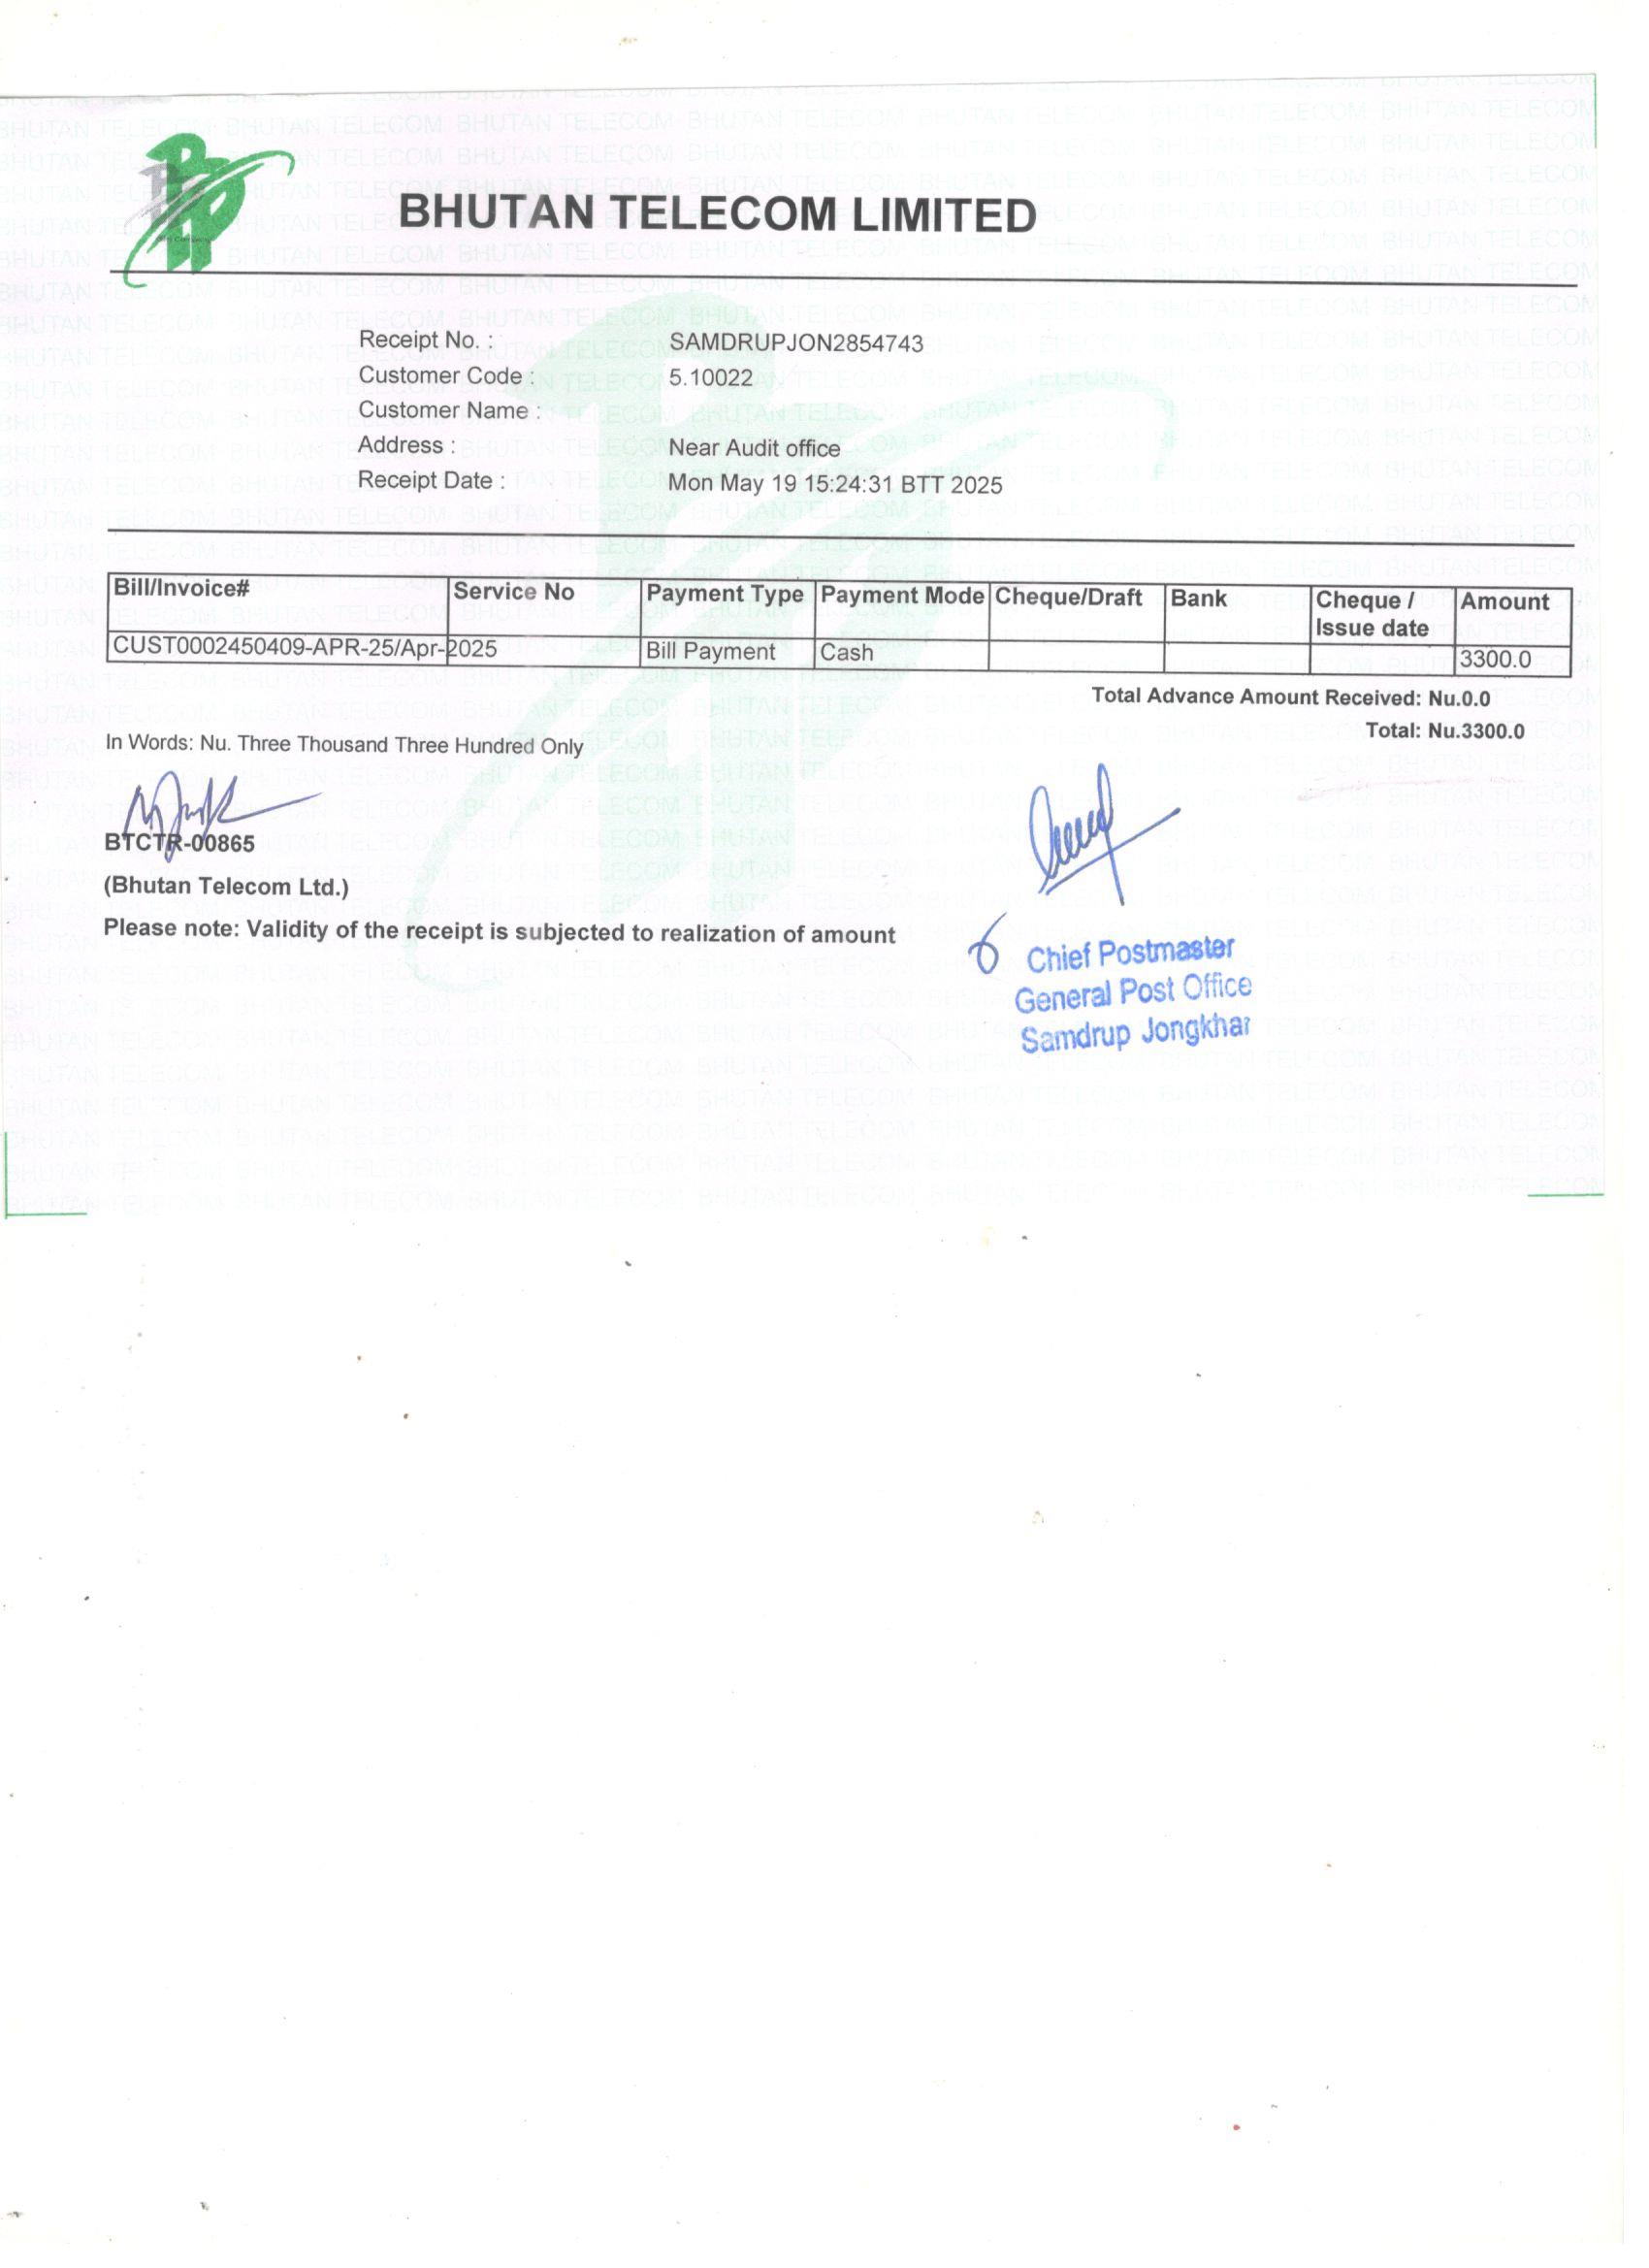 BHUTAN TELECOM LIMITED
Receipt No. : SAMDRUPJON2854743
Customer Code : 5.10022
Customer Name :
Address : Near Audit office
Receipt Date : Mon May 19 15:24:31 BTT 2025
Bill/Invoice# Service No Payment Type Payment Mode Cheque/Draft Bank Cheque / Issue date Amount
CUST0002450409-APR-25/Apr-2025 Bill Payment Cash 3300.0
Total Advance Amount Received: Nu.0.0
Total: Nu.3300.0
In Words: Nu. Three Thousand Three Hundred Only
BTCTR-00865
(Bhutan Telecom Ltd.)
Please note: Validity of the receipt is subjected to realization of amount
Chief Postmaster
General Post Office
Samdrup Jongkhar